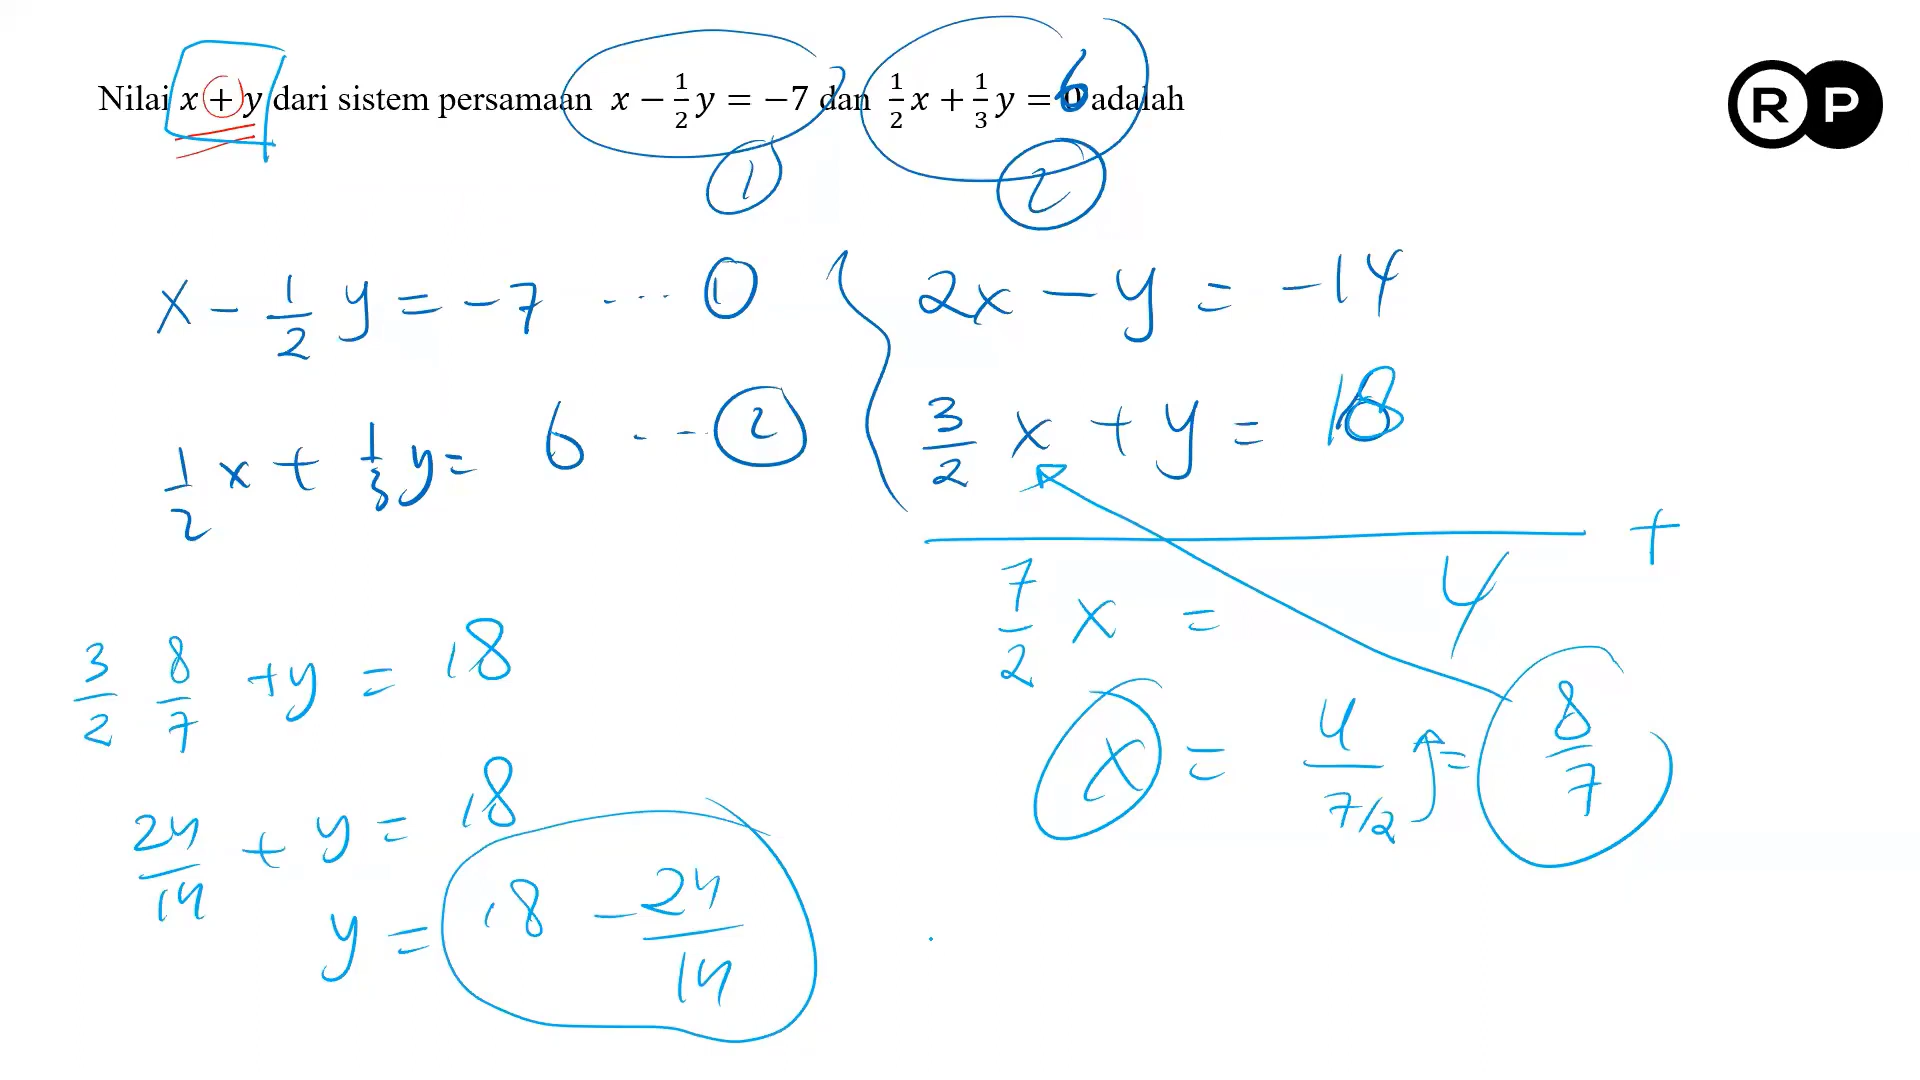 Nilai x + y dari sistem persamaan x − 1/2 y = −7 dan 1/2 x + 1/3 y = 6 adalah
RP
1
2
x - 1/2 y = -7 ... 1
1/2 x + 1/3 y = 6 ... 2
2x - y = -14
3/2 x + y = 18
+
7/2 x = 4
x = 4 / 7/2 = 8/7
3/2 8/7 + y = 18
24/14 + y = 18
y = 18 - 24/14